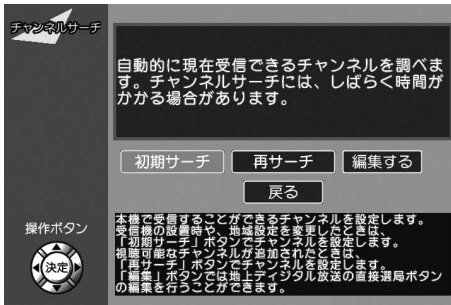 チャンネルサーチ
自動的に現在受信できるチャンネルを調べま
す。チャンネルサーチには、しばらく時間が
かかる場合があります。
初期サーチ 再サーチ 編集する
戻る
操作ボタン
決定
本機で受信することができるチャンネルを設定します。
受信機の設置時や、地域設定を変更したときは、
「初期サーチ」ボタンでチャンネルを設定します。
視聴可能なチャンネルが追加されたときは、
「再サーチ」ボタンでチャンネルを設定します。
「編集」ボタンでは地上ディジタル放送の直接選局ボタン
の編集を行うことができます。